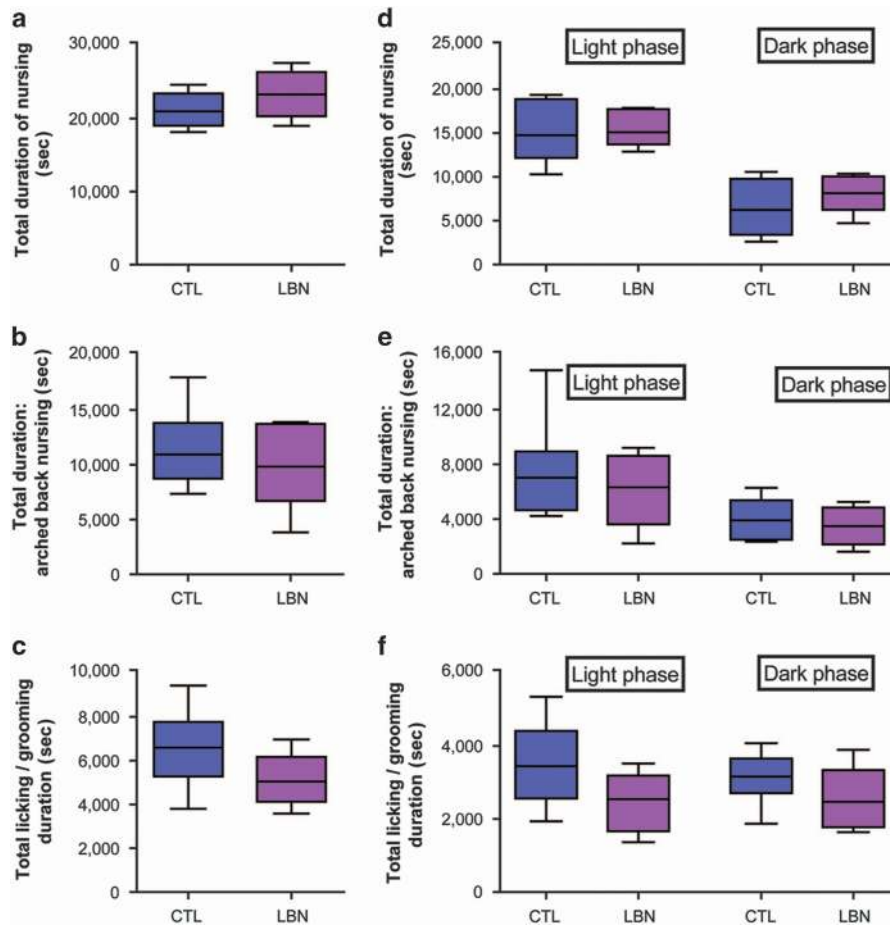 a
Total duration of nursing
(sec)
30,000
20,000
10,000
0
CTL LBN
b
Total duration:
arched back nursing (sec)
20,000
15,000
10,000
5,000
0
CTL LBN
c
Total licking / grooming
duration (sec)
10,000
8,000
6,000
4,000
2,000
0
CTL LBN
d
Total duration of nursing
(sec)
25,000
20,000
15,000
10,000
5,000
0
Light phase Dark phase
CTL LBN CTL LBN
e
Total duration:
arched back nursing (sec)
16,000
12,000
8,000
4,000
0
Light phase Dark phase
CTL LBN CTL LBN
f
Total licking / grooming
duration (sec)
6,000
4,000
2,000
0
Light phase Dark phase
CTL LBN CTL LBN